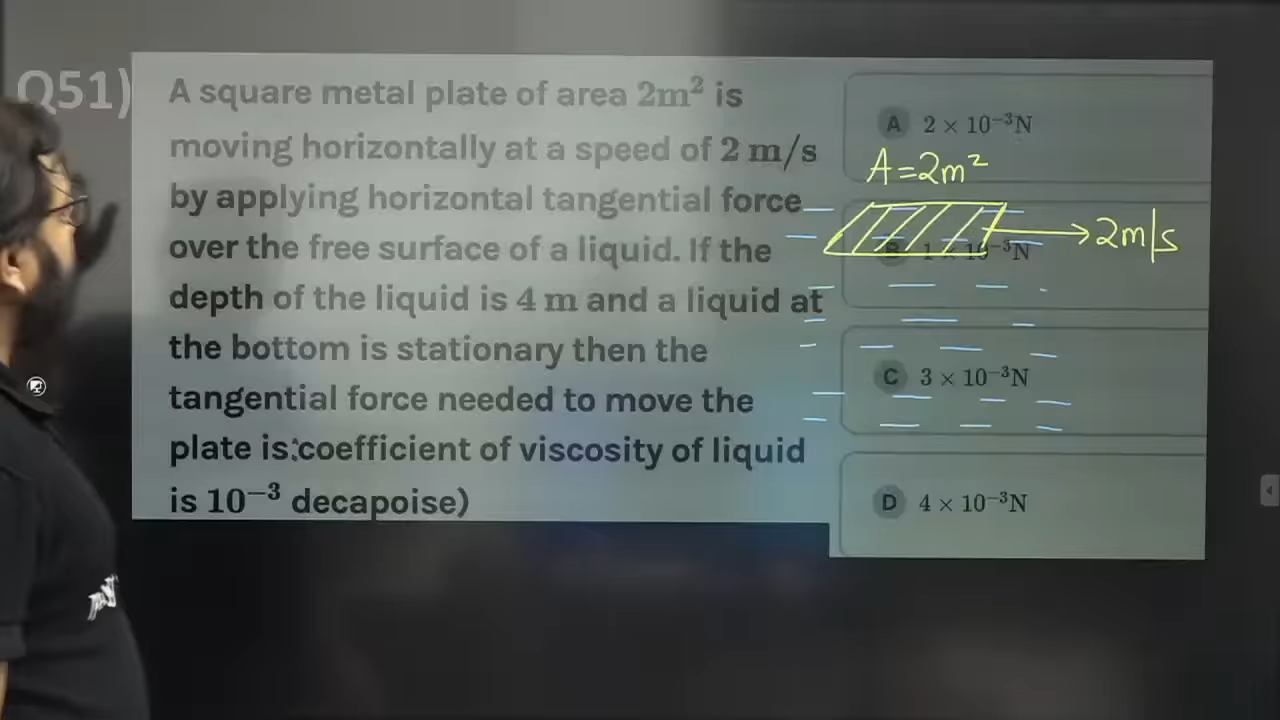 Q51)
A square metal plate of area 2m² is
moving horizontally at a speed of 2 m/s
by applying horizontal tangential force
over the free surface of a liquid. If the
depth of the liquid is 4 m and a liquid at
the bottom is stationary then the
tangential force needed to move the
plate is:coefficient of viscosity of liquid
is 10⁻³ decapoise)
A 2 × 10⁻³N
A=2m²
2m/s
B 1 × 10⁻³N
C 3 × 10⁻³N
D 4 × 10⁻³N